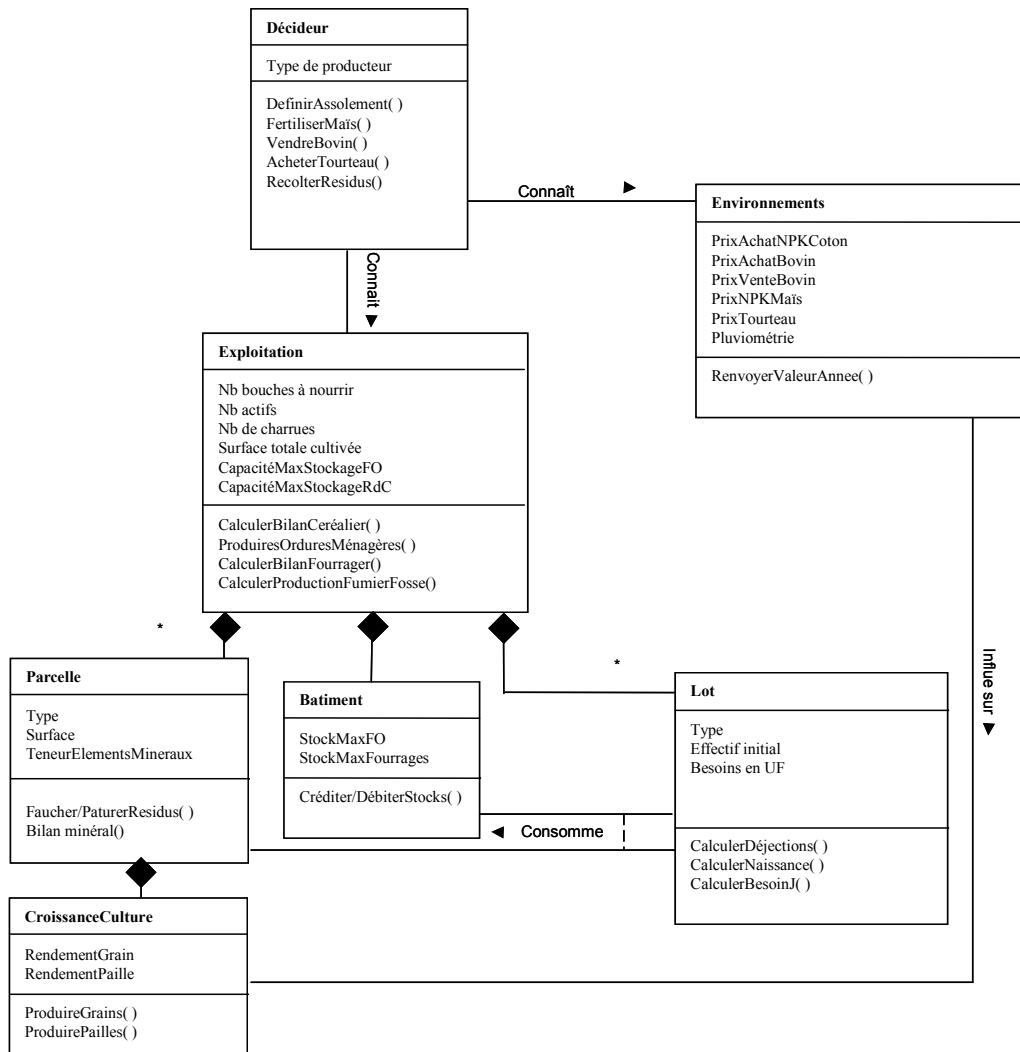 Décideur
Type de producteur
DefinirAssolement( )
FertiliserMaïs( )
VendreBovin( )
AcheterTourteau( )
RecolterResidus()
Connaît
Environnements
PrixAchatNPKCoton
PrixAchatBovin
PrixVenteBovin
PrixNPKMaïs
PrixTourteau
Pluviométrie
RenvoyerValeurAnnee( )
Connait
Exploitation
Nb bouches à nourrir
Nb actifs
Nb de charrues
Surface totale cultivée
CapacitéMaxStockageFO
CapacitéMaxStockageRdC
CalculerBilanCeréalier( )
ProduiresOrduresMénagères( )
CalculerBilanFourrager()
CalculerProductionFumierFosse()
*
*
Influe sur
Parcelle
Type
Surface
TeneurElementsMineraux
Faucher/PaturerResidus( )
Bilan minéral()
Batiment
StockMaxFO
StockMaxFourrages
Créditer/DébiterStocks( )
Consomme
Lot
Type
Effectif initial
Besoins en UF
CalculerDéjections( )
CalculerNaissance( )
CalculerBesoinJ( )
CroissanceCulture
RendementGrain
RendementPaille
ProduireGrains( )
ProduirePailles( )